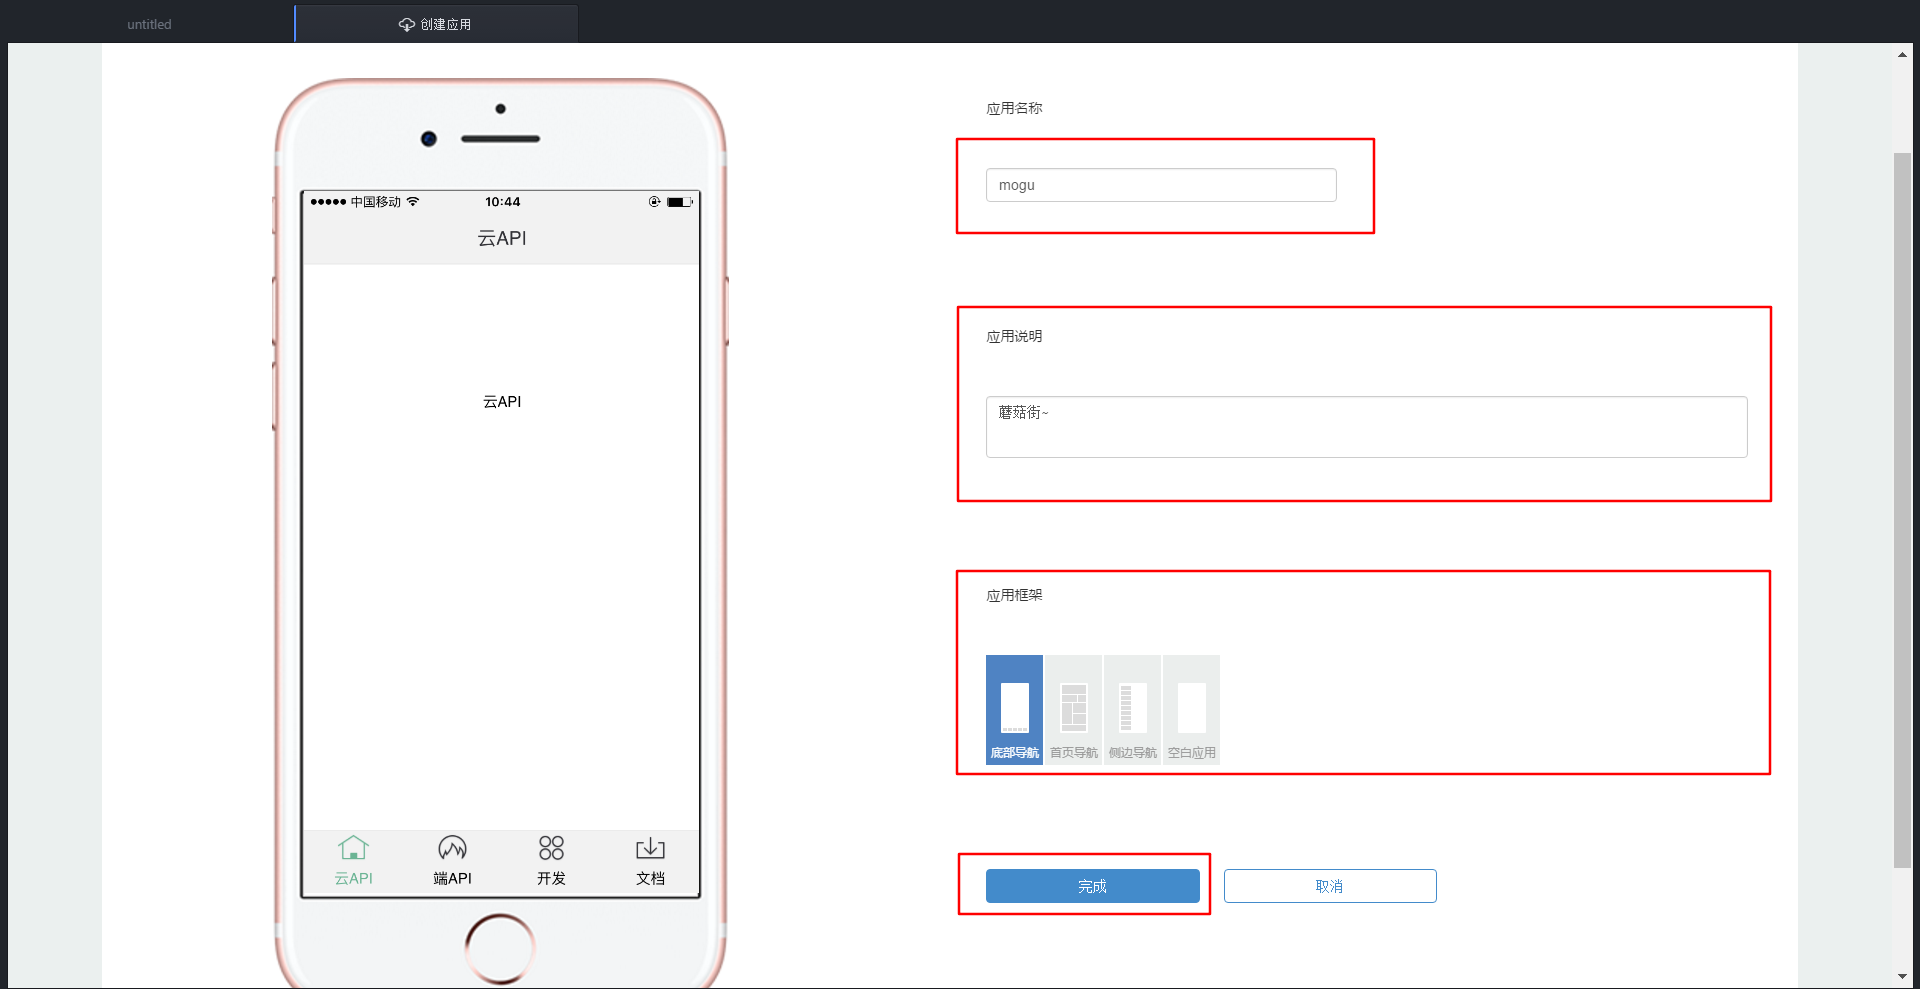 untitled
创建应用
中国移动 10:44
云API
云API
云API 端API 开发 文档
应用名称
mogu
应用说明
蘑菇街~
应用框架
底部导航 首页导航 侧边导航 空白应用
完成 取消